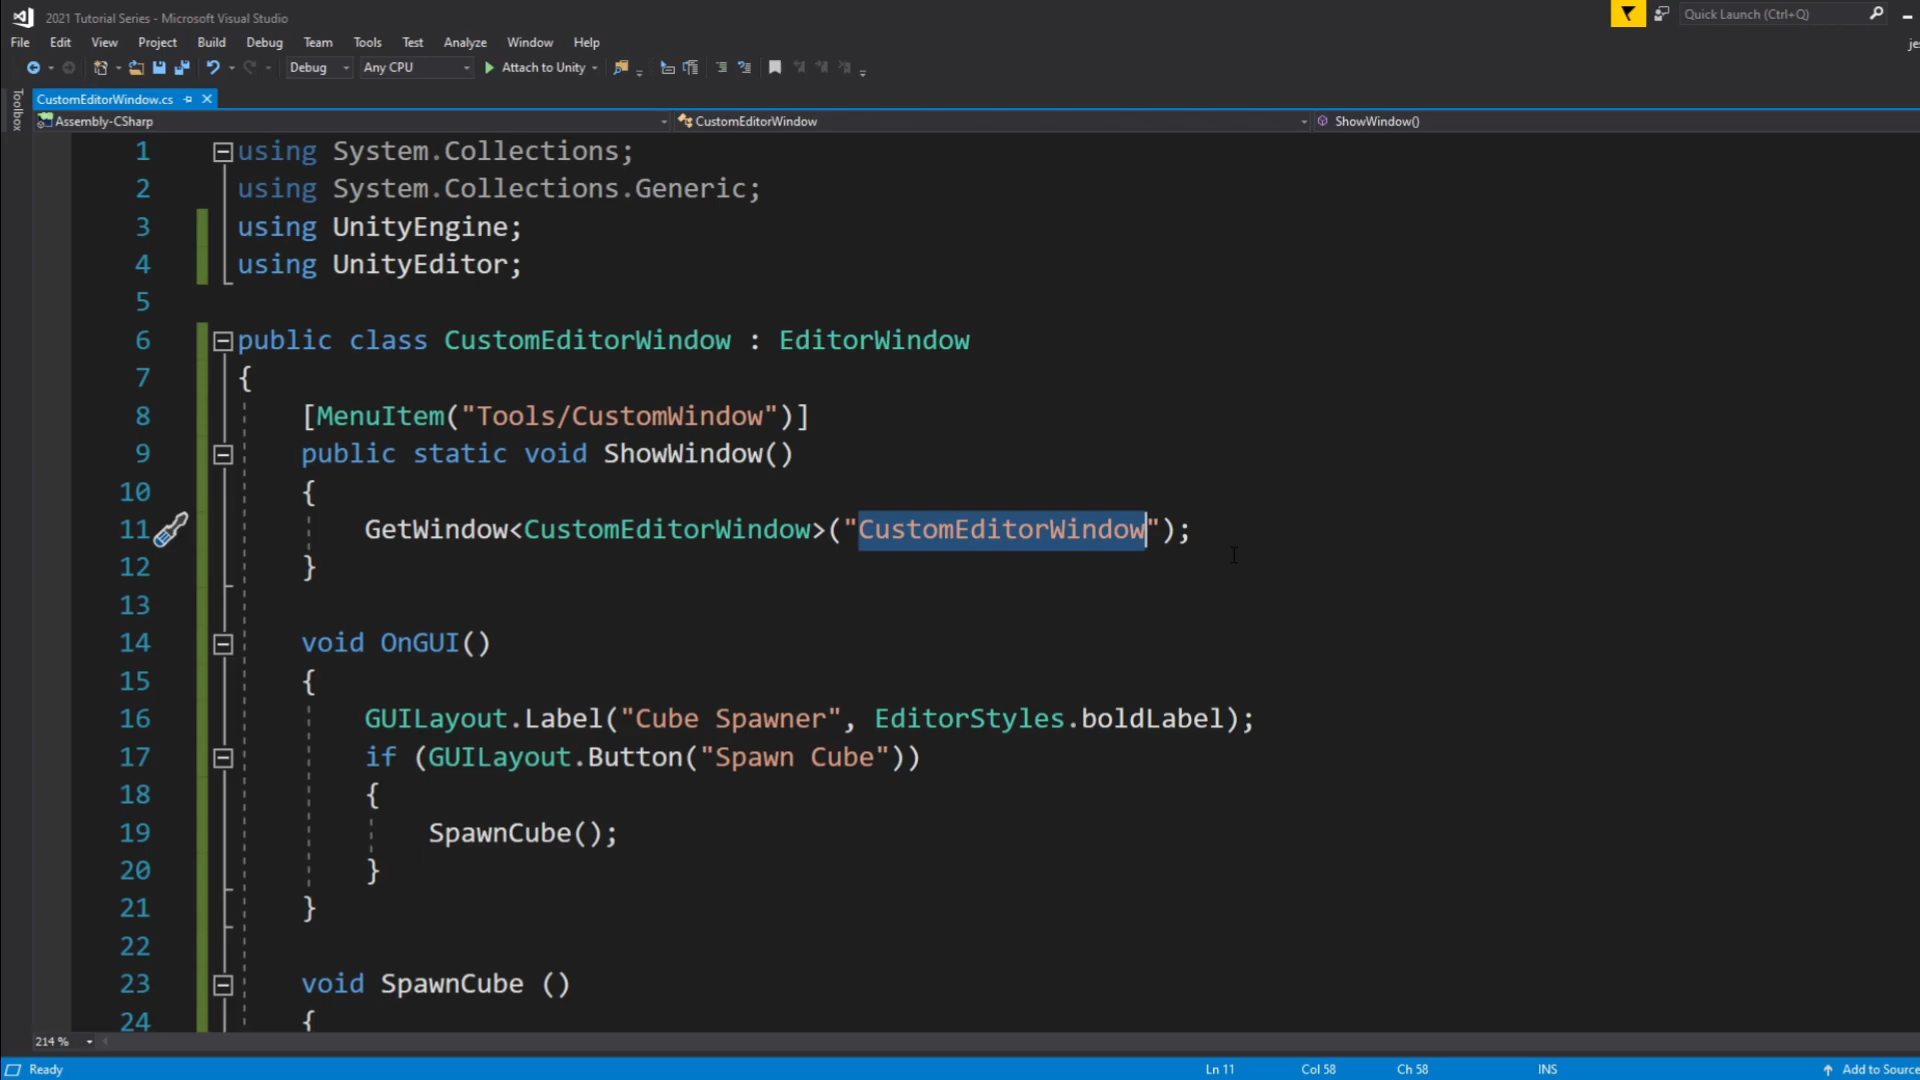 2021 Tutorial Series - Microsoft Visual Studio
Quick Launch (Ctrl+Q)
File Edit View Project Build Debug Team Tools Test Analyze Window Help
Debug Any CPU Attach to Unity
Toolbox
CustomEditorWindow.cs
Assembly-CSharp CustomEditorWindow ShowWindow()
1 using System.Collections;
2 using System.Collections.Generic;
3 using UnityEngine;
4 using UnityEditor;
5
6 public class CustomEditorWindow : EditorWindow
7 {
8 [MenuItem("Tools/CustomWindow")]
9 public static void ShowWindow()
10 {
11 GetWindow<CustomEditorWindow>("CustomEditorWindow");
12 }
13
14 void OnGUI()
15 {
16 GUILayout.Label("Cube Spawner", EditorStyles.boldLabel);
17 if (GUILayout.Button("Spawn Cube"))
18 {
19 SpawnCube();
20 }
21 }
22
23 void SpawnCube ()
24 {
214 %
Ready Ln 11 Col 58 Ch 58 INS Add to Source